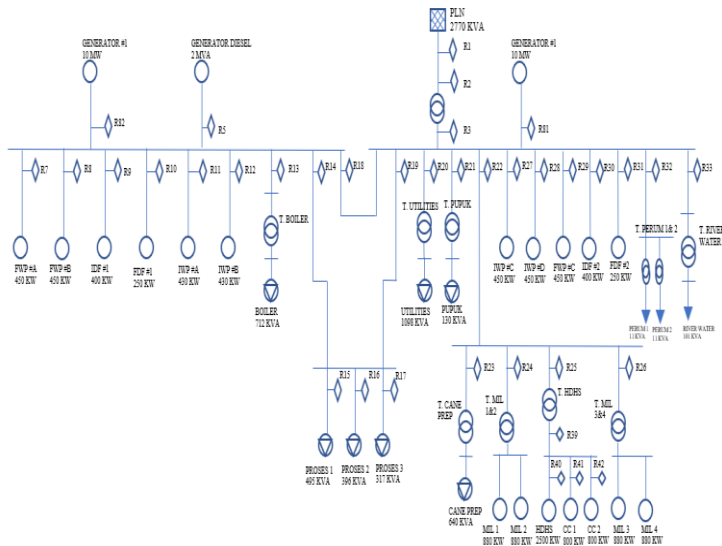 PLN
2770 KVA
R1
R2
R3
GENERATOR #1
10 MW
GENERATOR DIESEL
2 MVA
GENERATOR #1
10 MW
R82
R5
R81
R7
R8
R9
R10
R11
R12
R13
R14
R18
R19
R20
R21
R22
R27
R28
R29
R30
R31
R32
R33
T. BOILER
T. UTILITIES
T. PUPUK
T. PERUM 1& 2
T. RIVER
WATER
FWP #A
450 KW
FWP #B
450 KW
IDF #1
400 KW
FDF #1
250 KW
IWP #A
430 KW
IWP #B
430 KW
BOILER
712 KVA
UTILITIES
1090 KVA
PUPUK
130 KVA
IWP #C
450 KW
IWP #D
450 KW
FWP #C
450 KW
IDF #2
400 KW
FDF #2
250 KW
PERUM 1
11 KVA
PERUM 2
11 KVA
RIVER WATER
R15
R16
R17
PROSES 1
495 KVA
PROSES 2
396 KVA
PROSES 3
317 KVA
R23
R24
R25
R26
T. CANE
PREP
T. MIL
1&2
T. HDHS
T. MIL
3&4
R39
R40
R41
R42
CANE PREP
640 KVA
MIL 1
880 KW
MIL 2
880 KW
HDHS
2500 KW
CC 1
800 KW
CC 2
800 KW
MIL 3
880 KW
MIL 4
880 KW